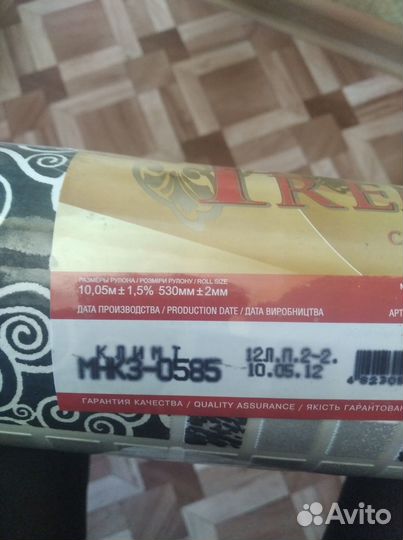 РАЗМЕРЫ РУЛОНА / РОЗМІРИ РУЛОНУ / ROLL SIZE
10,05м ± 1,5% 530мм ± 2мм
ДАТА ПРОИЗВОДСТВА / PRODUCTION DATE / ДАТА ВИРОБНИЦТВА
АРТ
КЛИМТ 12Л.П.2-2.
МНК3-0585 10.05.12
ГАРАНТИЯ КАЧЕСТВА / QUALITY ASSURANCE / ЯКІСТЬ ГАРАНТОВАН
Avito